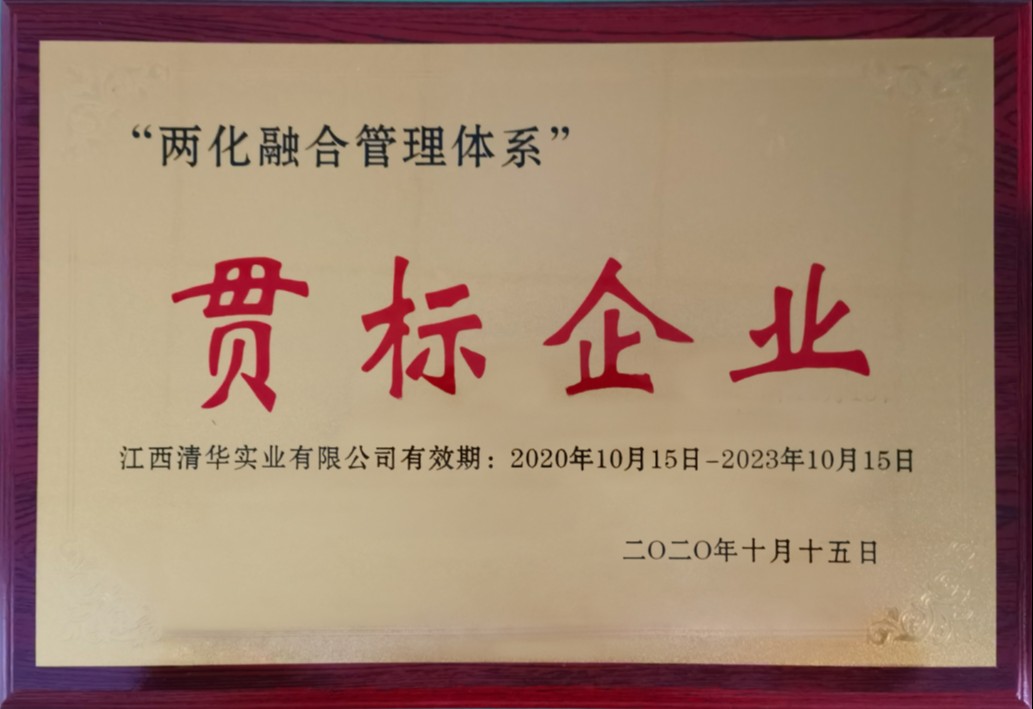 “两化融合管理体系”
贯标企业
江西清华实业有限公司有效期：2020年10月15日-2023年10月15日
二〇二〇年十月十五日